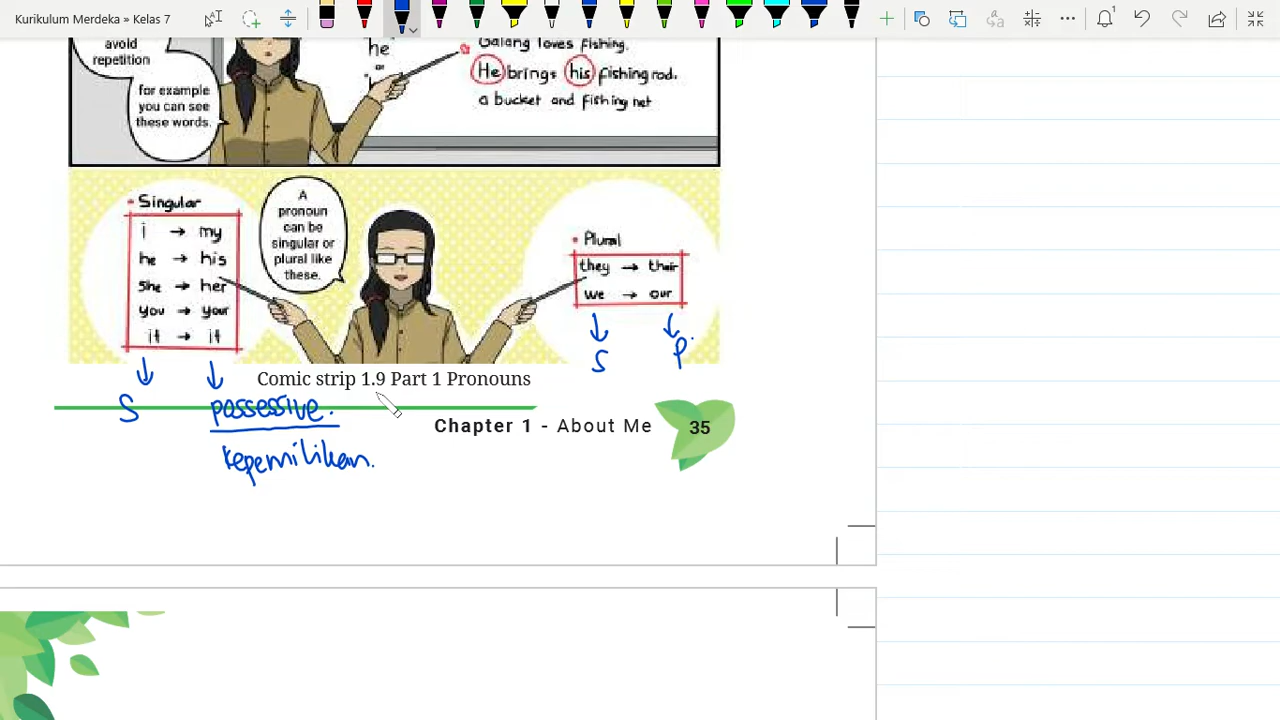 Kurikulum Merdeka » Kelas 7
avoid
repetition
for example
you can see
these words.
he
or
Galang loves fishing.
He brings his fishing rod.
a bucket and fishing net
Singular
i → my
he → his
she → her
you → your
it → it
A
pronoun
can be
singular or
plural like
these.
Plural
they → their
we → our
S
P.
S
possessive.
kepemilikan.
Comic strip 1.9 Part 1 Pronouns
Chapter 1 - About Me
35